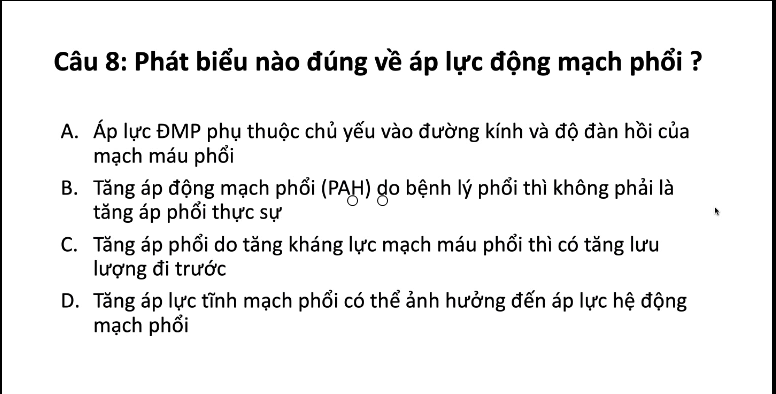 Câu 8: Phát biểu nào đúng về áp lực động mạch phổi ?
A. Áp lực ĐMP phụ thuộc chủ yếu vào đường kính và độ đàn hồi của
mạch máu phổi
B. Tăng áp động mạch phổi (PAH) do bệnh lý phổi thì không phải là
tăng áp phổi thực sự
C. Tăng áp phổi do tăng kháng lực mạch máu phổi thì có tăng lưu
lượng đi trước
D. Tăng áp lực tĩnh mạch phổi có thể ảnh hưởng đến áp lực hệ động
mạch phổi